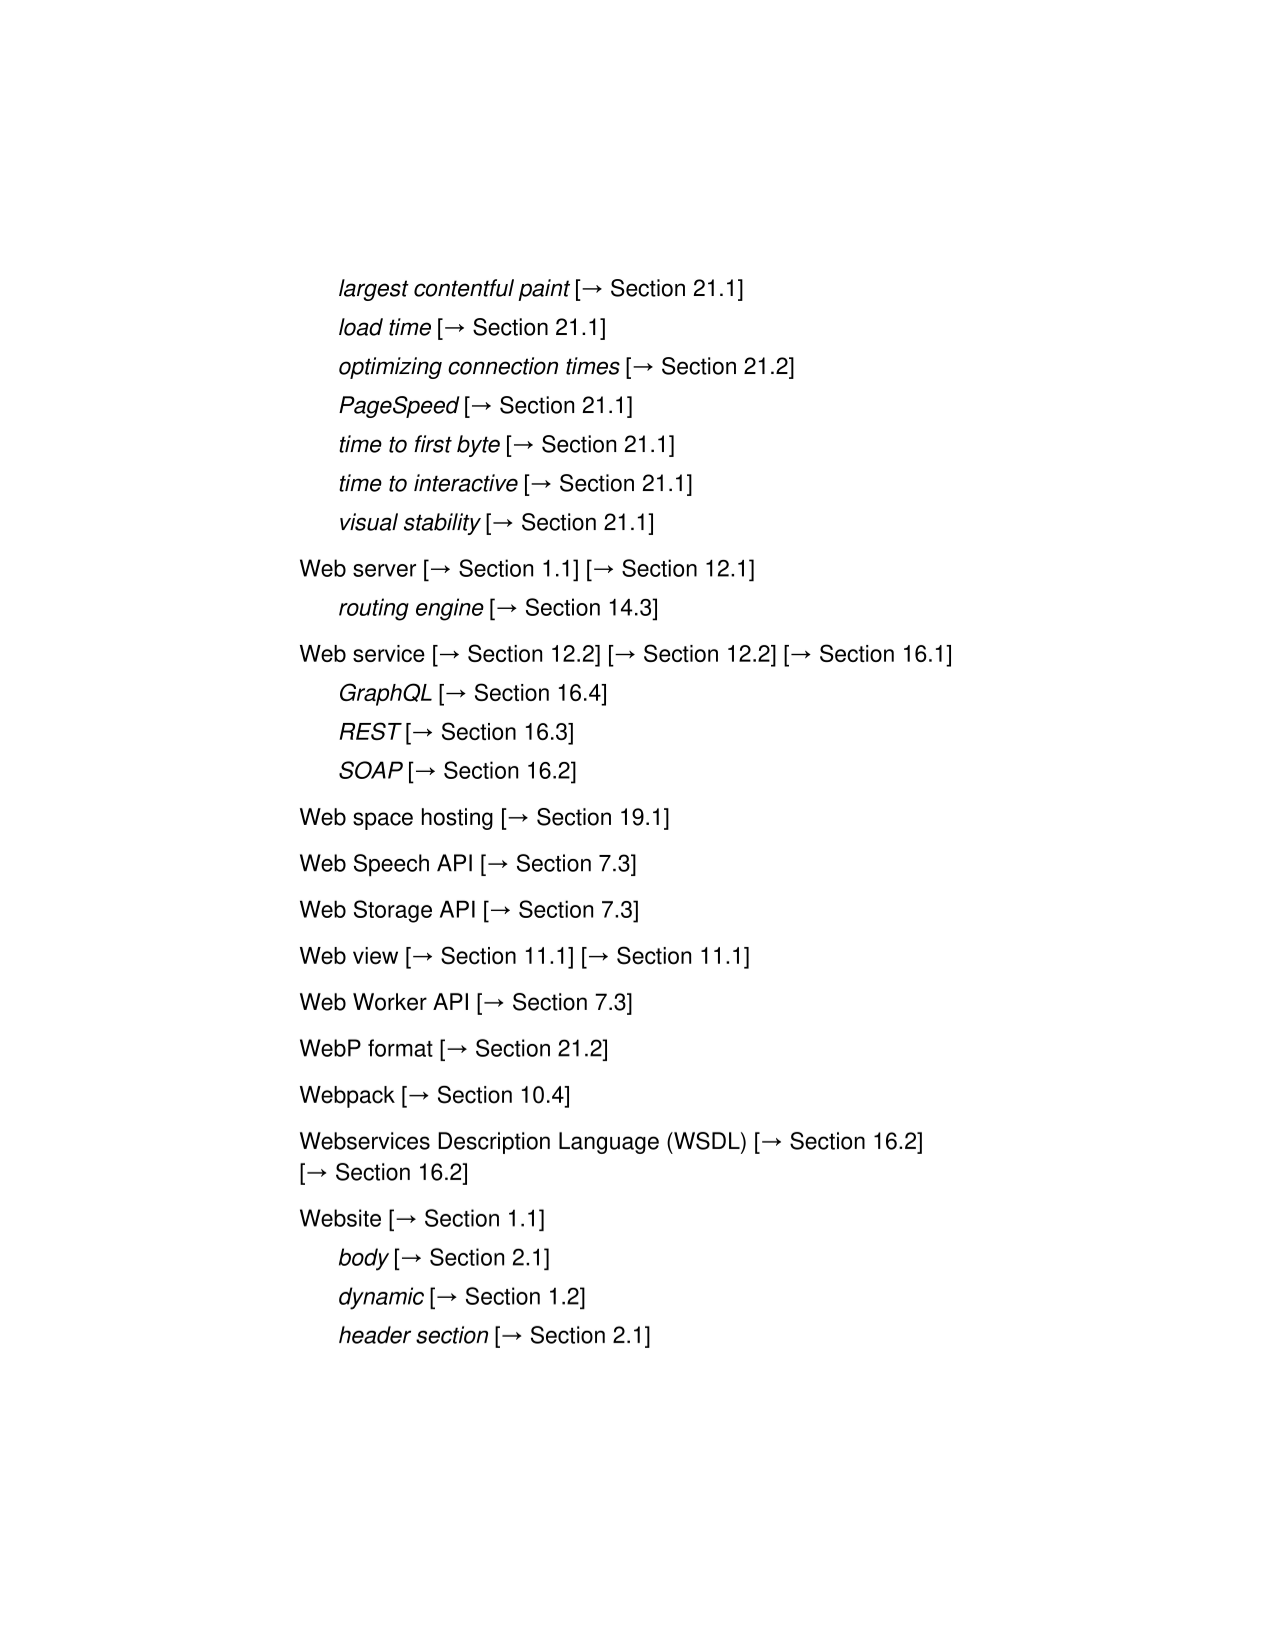 largest contentful paint [→ Section 21.1]
load time [→ Section 21.1]
optimizing connection times [→ Section 21.2]
PageSpeed [→ Section 21.1]
time to first byte [→ Section 21.1]
time to interactive [→ Section 21.1]
visual stability [→ Section 21.1]
Web server [→ Section 1.1] [→ Section 12.1]
routing engine [→ Section 14.3]
Web service [→ Section 12.2] [→ Section 12.2] [→ Section 16.1]
GraphQL [→ Section 16.4]
REST [→ Section 16.3]
SOAP [→ Section 16.2]
Web space hosting [→ Section 19.1]
Web Speech API [→ Section 7.3]
Web Storage API [→ Section 7.3]
Web view [→ Section 11.1] [→ Section 11.1]
Web Worker API [→ Section 7.3]
WebP format [→ Section 21.2]
Webpack [→ Section 10.4]
Webservices Description Language (WSDL) [→ Section 16.2]
[→ Section 16.2]
Website [→ Section 1.1]
body [→ Section 2.1]
dynamic [→ Section 1.2]
header section [→ Section 2.1]